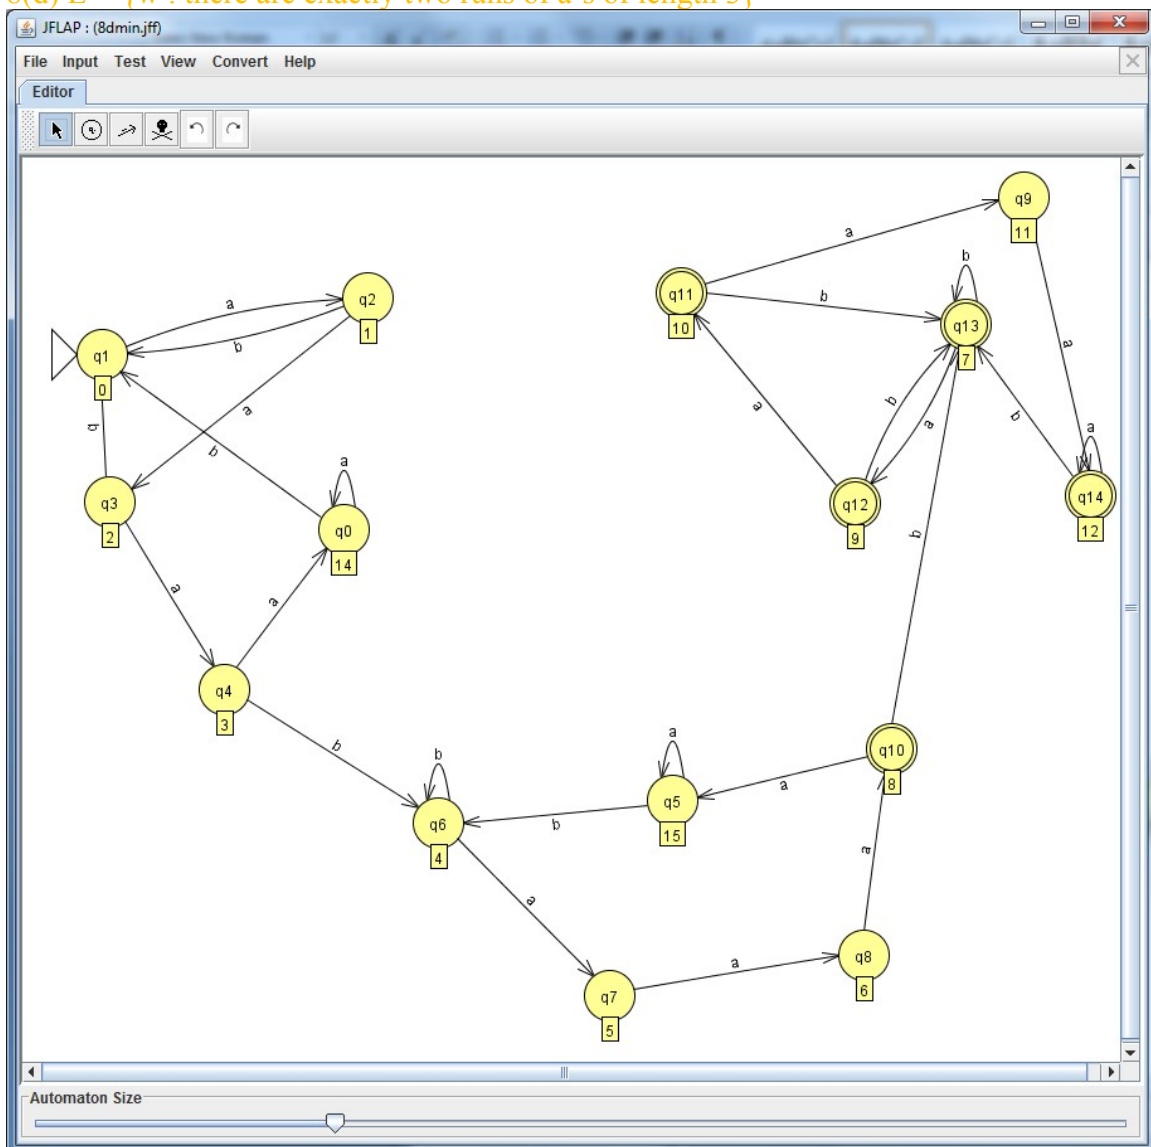 JFLAP : (8dmin.jff)
File Input Test View Convert Help
Editor
q9
11
a
b
q2
1
a
q11
10
b
q13
7
q1
0
b
a
a
b
a
b
a
b
a
b
b
a
q3
2
a
q0
14
q12
9
q14
12
a
a
b
q4
3
b
b
a
q10
8
a
q6
4
b
q5
15
a
a
q8
6
a
q7
5
Automaton Size